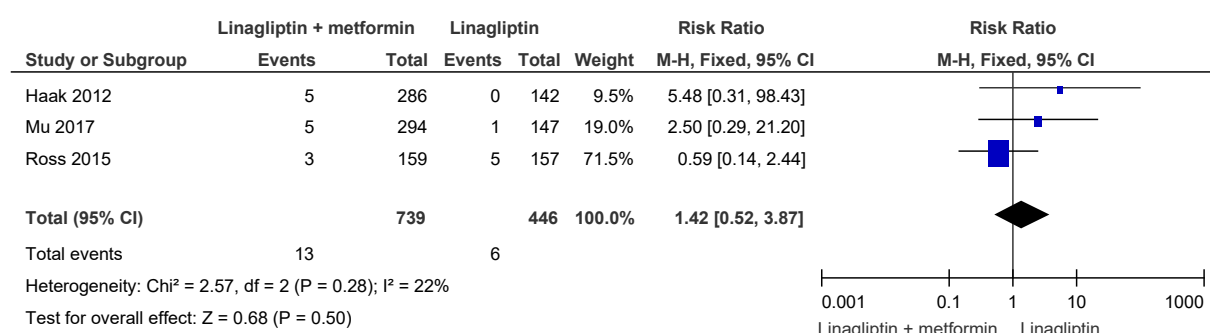 Linagliptin + metformin Linagliptin Risk Ratio Risk Ratio
Study or Subgroup Events Total Events Total Weight M-H, Fixed, 95% CI M-H, Fixed, 95% CI
Haak 2012 5 286 0 142 9.5% 5.48 [0.31, 98.43]
Mu 2017 5 294 1 147 19.0% 2.50 [0.29, 21.20]
Ross 2015 3 159 5 157 71.5% 0.59 [0.14, 2.44]
Total (95% CI) 739 446 100.0% 1.42 [0.52, 3.87]
Total events 13 6
Heterogeneity: Chi² = 2.57, df = 2 (P = 0.28); I² = 22%
Test for overall effect: Z = 0.68 (P = 0.50)
0.001 0.1 1 10 1000
Linagliptin + metformin Linagliptin